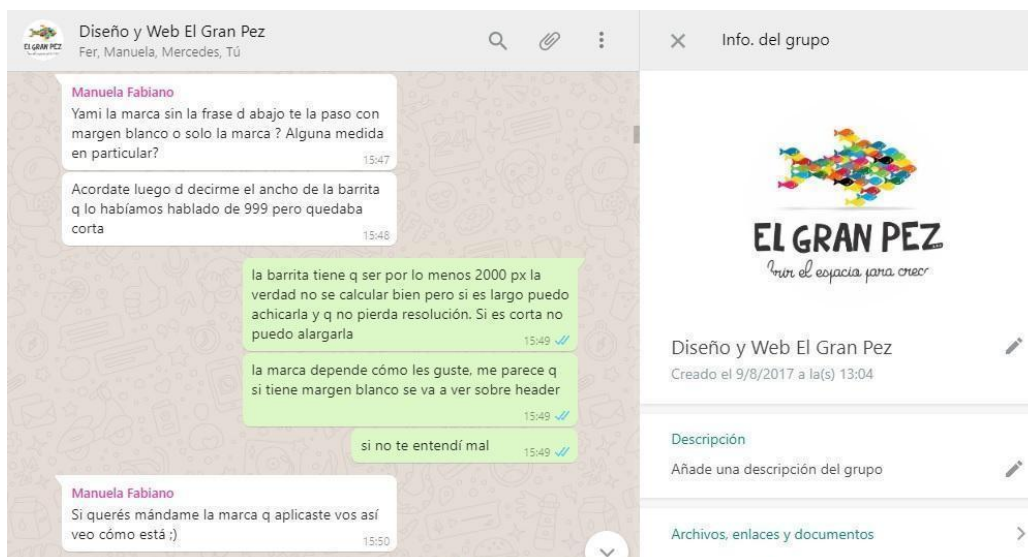 Diseño y Web El Gran Pez
Fer, Manuela, Mercedes, Tú
Manuela Fabiano
Yami la marca sin la frase d abajo te la paso con
margen blanco o solo la marca ? Alguna medida
en particular?
15:47
Acordate luego d decirme el ancho de la barrita
q lo habíamos hablado de 999 pero quedaba
corta
15:48
la barrita tiene q ser por lo menos 2000 px la
verdad no se calcular bien pero si es largo puedo
achicarla y q no pierda resolución. Si es corta no
puedo alargarla
15:49
la marca depende cómo les guste, me parece q
si tiene margen blanco se va a ver sobre header
15:49
si no te entendí mal
15:49
Manuela Fabiano
Si querés mándame la marca q aplicaste vos así
veo cómo está ;)
15:50
Info. del grupo
EL GRAN PEZ
el espacio para crecer
Diseño y Web El Gran Pez
Creado el 9/8/2017 a la(s) 13:04
Descripción
Añade una descripción del grupo
Archivos, enlaces y documentos